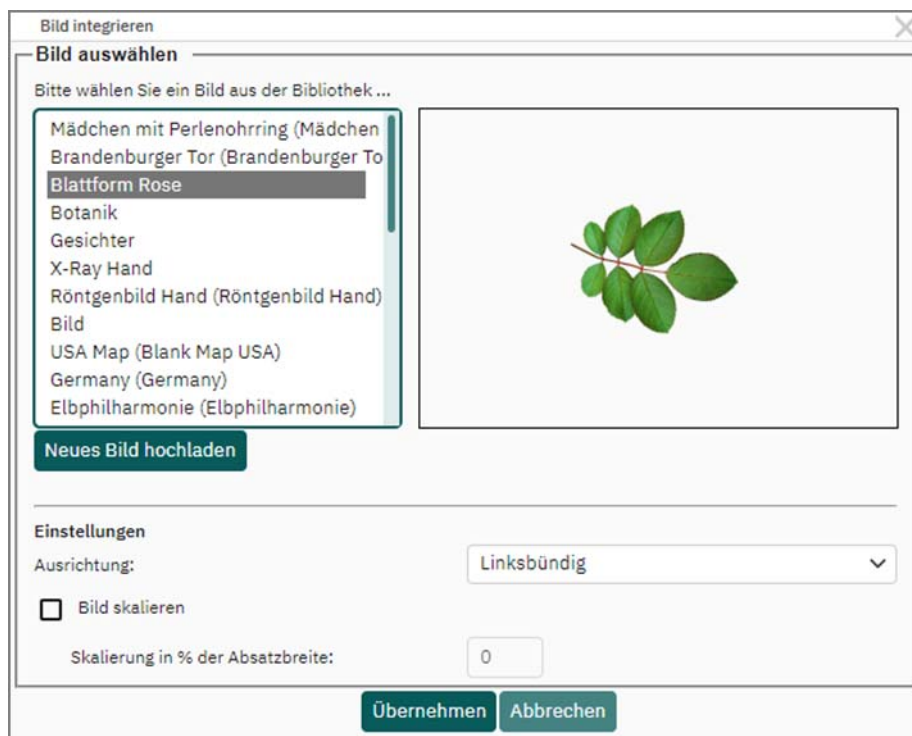 Bild integrieren
Bild auswählen
Bitte wählen Sie ein Bild aus der Bibliothek ...
Mädchen mit Perlenohrring (Mädchen
Brandenburger Tor (Brandenburger To
Blattform Rose
Botanik
Gesichter
X-Ray Hand
Röntgenbild Hand (Röntgenbild Hand)
Bild
USA Map (Blank Map USA)
Germany (Germany)
Elbphilharmonie (Elbphilharmonie)
Neues Bild hochladen
Einstellungen
Ausrichtung: Linksbündig
Bild skalieren
Skalierung in % der Absatzbreite: 0
Übernehmen Abbrechen